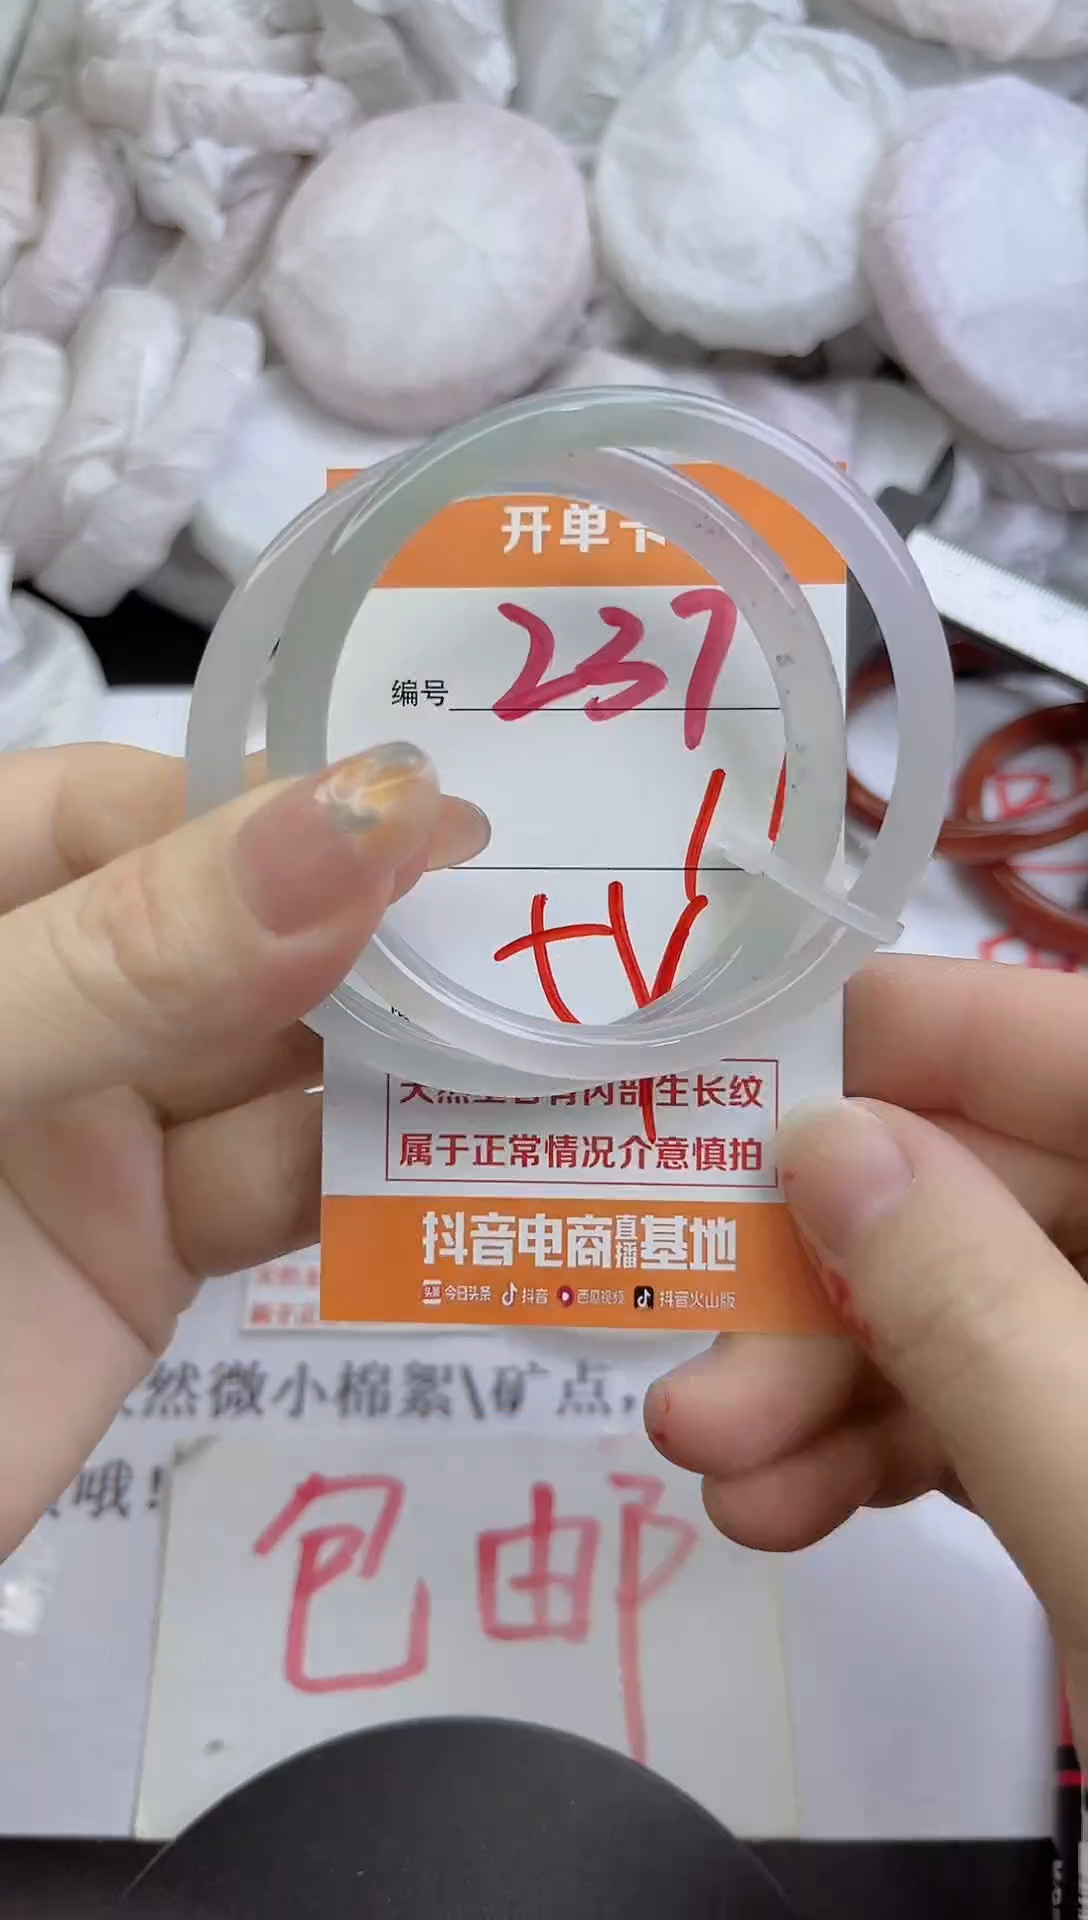 开单卡
编号 237
天然玉石有内部生长纹
属于正常情况介意慎拍
抖音电商直播基地
头条 今日头条 抖音 西瓜视频 抖音火山版
然微小棉絮\矿点，
哦！
包邮